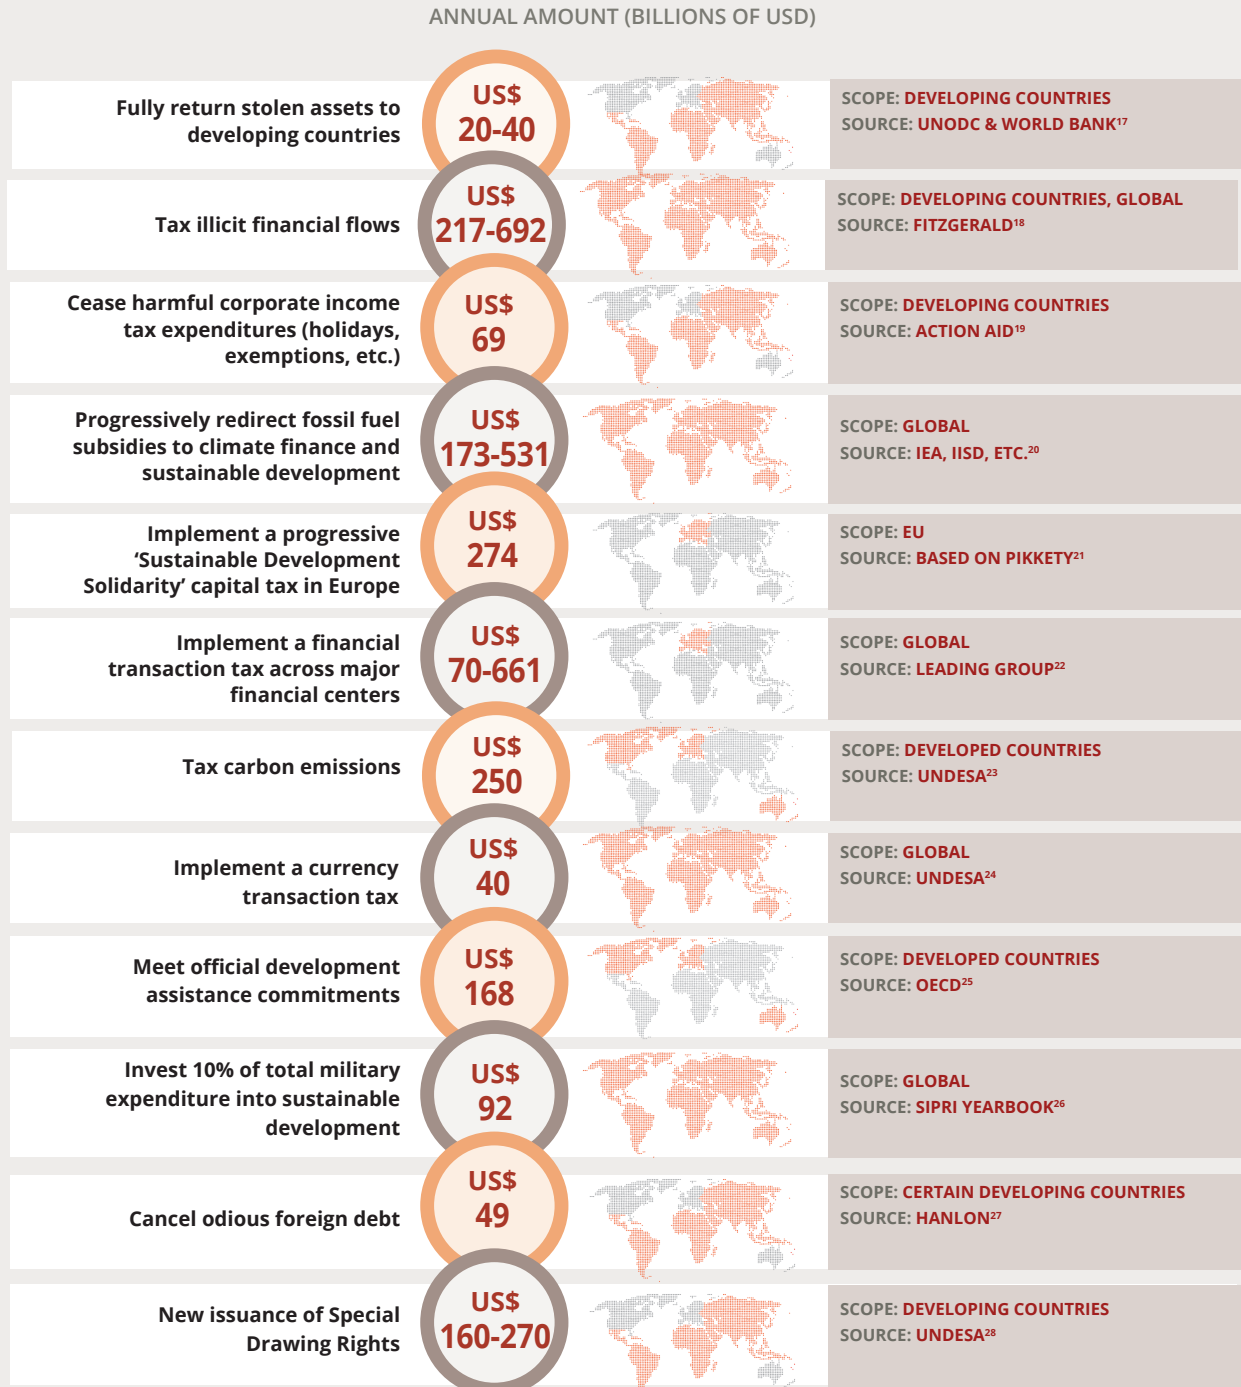 ANNUAL AMOUNT (BILLIONS OF USD)
Fully return stolen assets to
developing countries
US$
20-40
SCOPE: DEVELOPING COUNTRIES
SOURCE: UNODC & WORLD BANK17
Tax illicit financial flows
US$
217-692
SCOPE: DEVELOPING COUNTRIES, GLOBAL
SOURCE: FITZGERALD18
Cease harmful corporate income
tax expenditures (holidays,
exemptions, etc.)
US$
69
SCOPE: DEVELOPING COUNTRIES
SOURCE: ACTION AID19
Progressively redirect fossil fuel
subsidies to climate finance and
sustainable development
US$
173-531
SCOPE: GLOBAL
SOURCE: IEA, IISD, ETC.20
Implement a progressive
‘Sustainable Development
Solidarity’ capital tax in Europe
US$
274
SCOPE: EU
SOURCE: BASED ON PIKKETY21
Implement a financial
transaction tax across major
financial centers
US$
70-661
SCOPE: GLOBAL
SOURCE: LEADING GROUP22
Tax carbon emissions
US$
250
SCOPE: DEVELOPED COUNTRIES
SOURCE: UNDESA23
Implement a currency
transaction tax
US$
40
SCOPE: GLOBAL
SOURCE: UNDESA24
Meet official development
assistance commitments
US$
168
SCOPE: DEVELOPED COUNTRIES
SOURCE: OECD25
Invest 10% of total military
expenditure into sustainable
development
US$
92
SCOPE: GLOBAL
SOURCE: SIPRI YEARBOOK26
Cancel odious foreign debt
US$
49
SCOPE: CERTAIN DEVELOPING COUNTRIES
SOURCE: HANLON27
New issuance of Special
Drawing Rights
US$
160-270
SCOPE: DEVELOPING COUNTRIES
SOURCE: UNDESA28